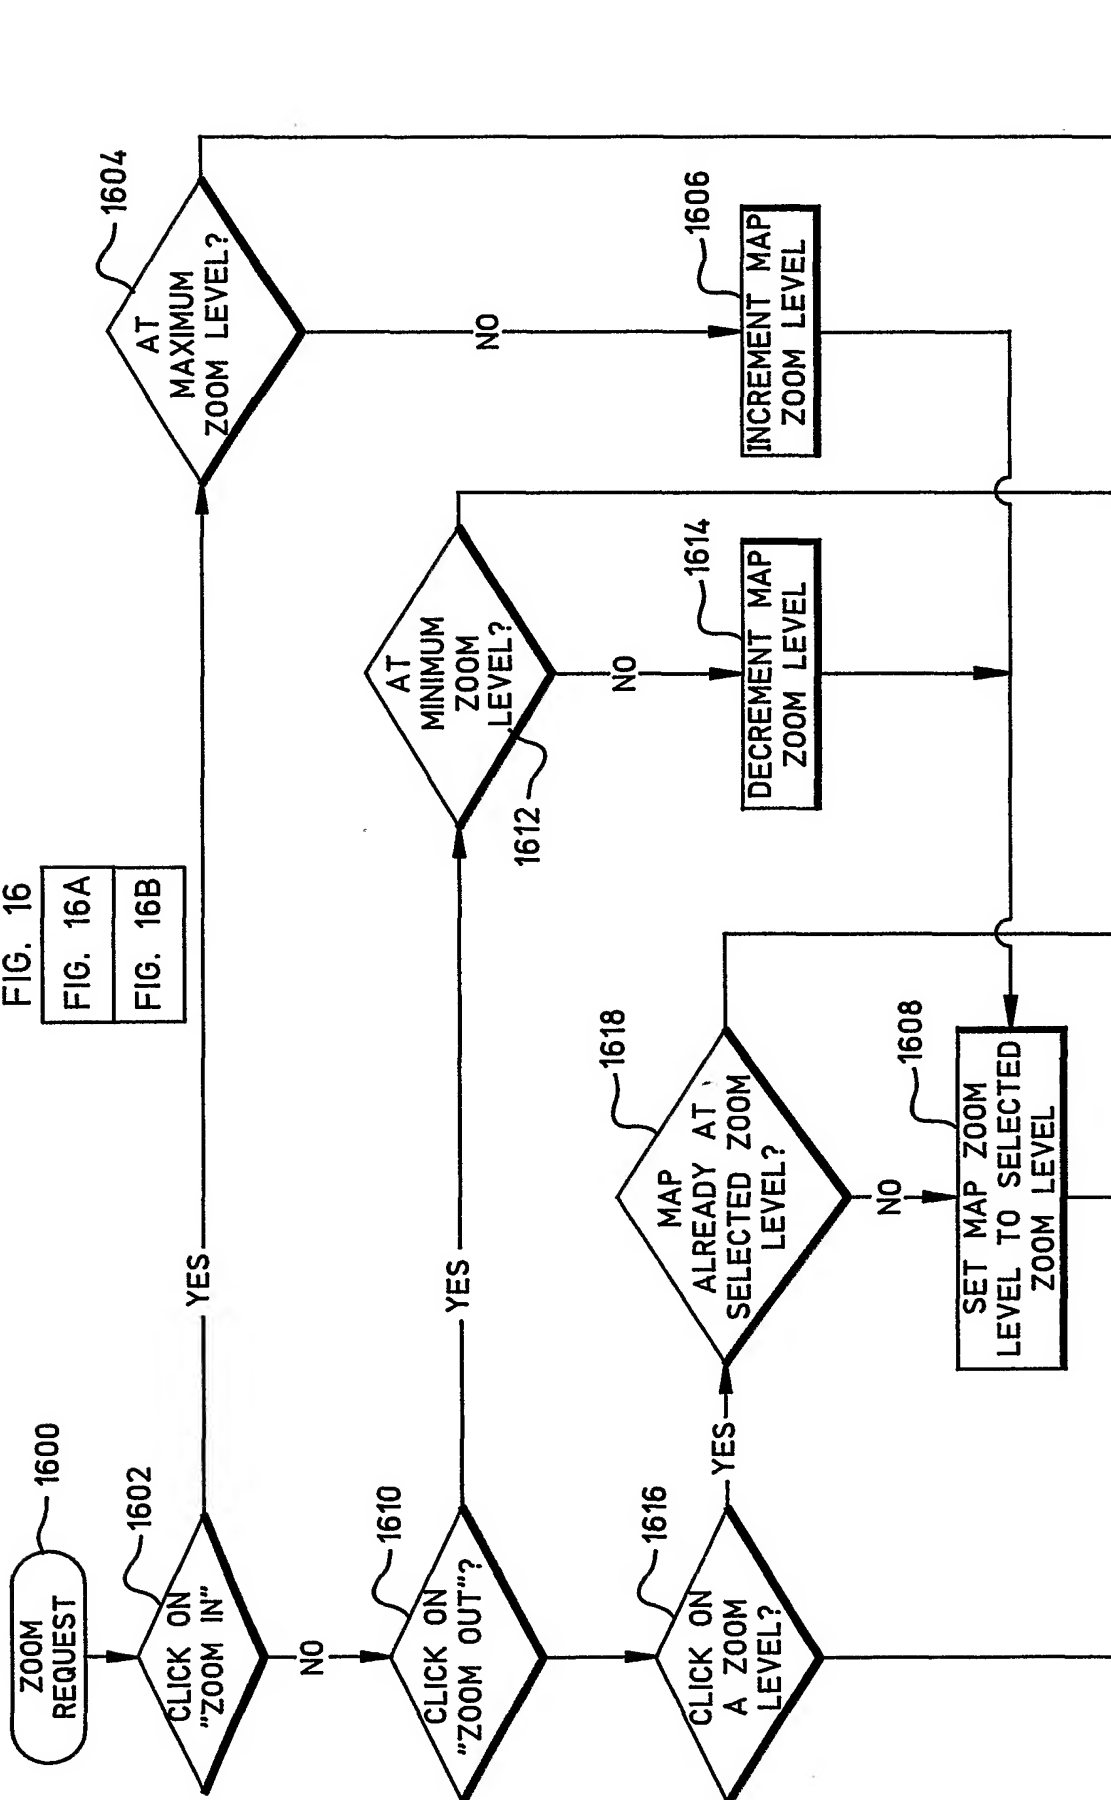 FIG. 16
FIG. 16A
FIG. 16B
ZOOM
REQUEST
1600
CLICK ON
"ZOOM IN"
1602
YES
NO
AT
MAXIMUM
ZOOM LEVEL?
1604
NO
INCREMENT MAP
ZOOM LEVEL
1606
CLICK ON
"ZOOM OUT"?
1610
YES
AT
MINIMUM
ZOOM
LEVEL?
1612
NO
DECREMENT MAP
ZOOM LEVEL
1614
CLICK ON
A ZOOM
LEVEL?
1616
YES
MAP
ALREADY AT
SELECTED ZOOM
LEVEL?
1618
NO
SET MAP ZOOM
LEVEL TO SELECTED
ZOOM LEVEL
1608